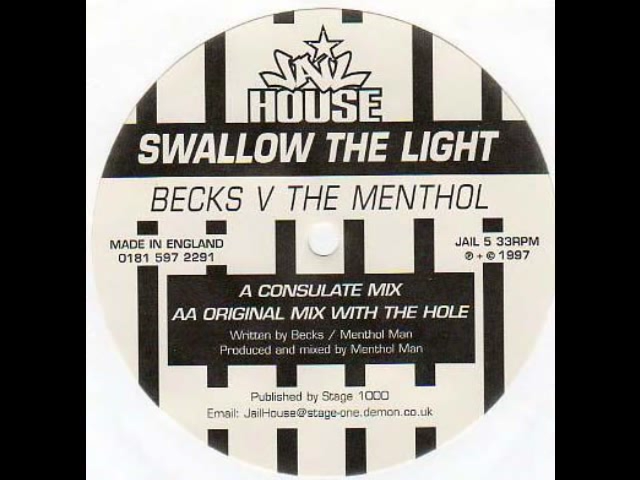 JAIL
HOUSE
SWALLOW THE LIGHT
BECKS V THE MENTHOL
MADE IN ENGLAND
0181 597 2291
JAIL 5 33RPM
℗ + © 1997
A CONSULATE MIX
AA ORIGINAL MIX WITH THE HOLE
Written by Becks / Menthol Man
Produced and mixed by Menthol Man
Published by Stage 1000
Email: JailHouse@stage-one.demon.co.uk